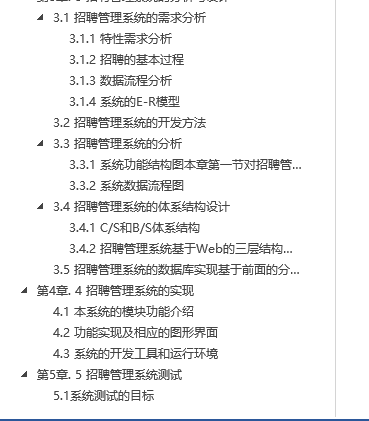 3.1 招聘管理系统的需求分析
3.1.1 特性需求分析
3.1.2 招聘的基本过程
3.1.3 数据流程分析
3.1.4 系统的E-R模型
3.2 招聘管理系统的开发方法
3.3 招聘管理系统的分析
3.3.1 系统功能结构图本章第一节对招聘管...
3.3.2 系统数据流程图
3.4 招聘管理系统的体系结构设计
3.4.1 C/S和B/S体系结构
3.4.2 招聘管理系统基于Web的三层结构...
3.5 招聘管理系统的数据库实现基于前面的分...
第4章. 4 招聘管理系统的实现
4.1 本系统的模块功能介绍
4.2 功能实现及相应的图形界面
4.3 系统的开发工具和运行环境
第5章. 5 招聘管理系统测试
5.1系统测试的目标